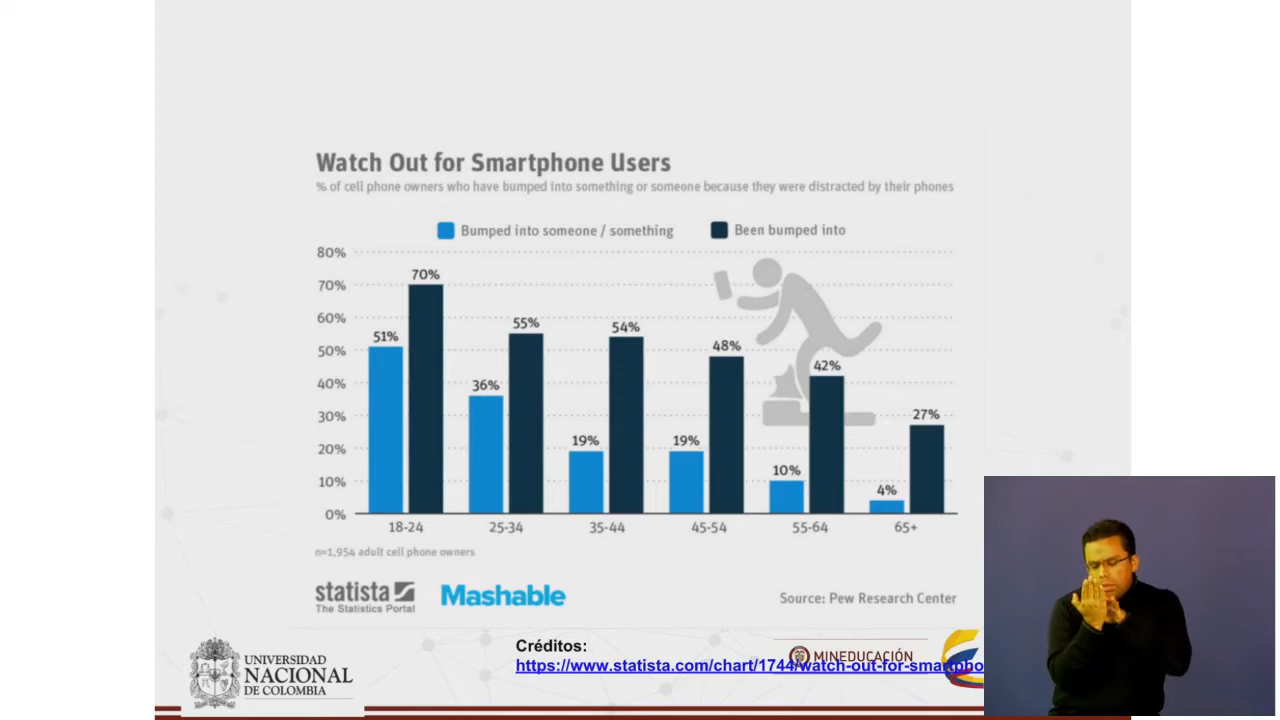 Watch Out for Smartphone Users
% of cell phone owners who have bumped into something or someone because they were distracted by their phones
Bumped into someone / something
Been bumped into
80%
70%
60%
50%
40%
30%
20%
10%
0%
51%
70%
36%
55%
19%
54%
19%
48%
10%
42%
4%
27%
18-24
25-34
35-44
45-54
55-64
65+
n=1,954 adult cell phone owners
statista
The Statistics Portal
Mashable
Source: Pew Research Center
Créditos:
https://www.statista.com/chart/1744/watch-out-for-smartpho
MINEDUCACIÓN
UNIVERSIDAD
NACIONAL
DE COLOMBIA